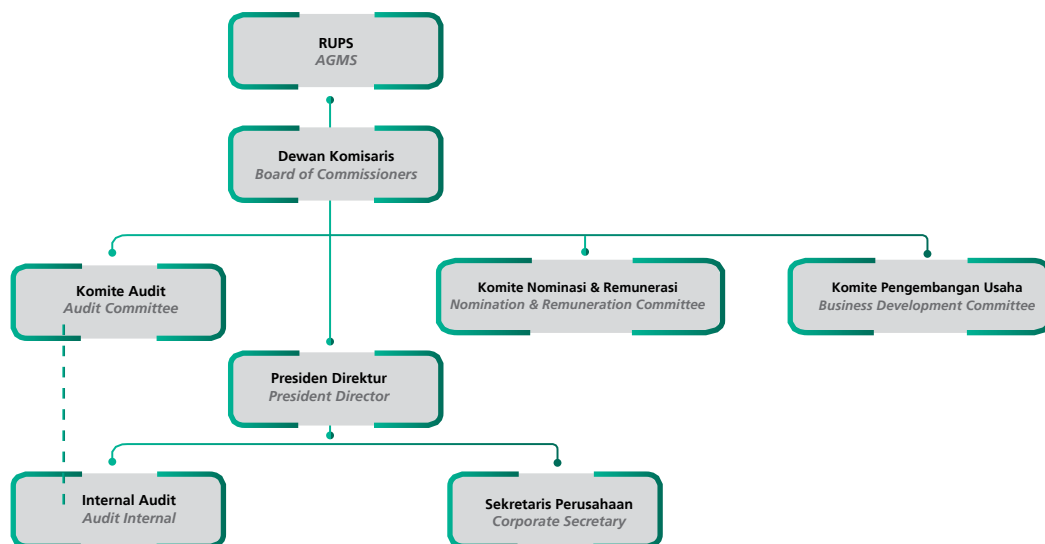 RUPS
AGMS
Dewan Komisaris
Board of Commissioners
Komite Audit
Audit Committee
Komite Nominasi & Remunerasi
Nomination & Remuneration Committee
Komite Pengembangan Usaha
Business Development Committee
Presiden Direktur
President Director
Internal Audit
Audit Internal
Sekretaris Perusahaan
Corporate Secretary